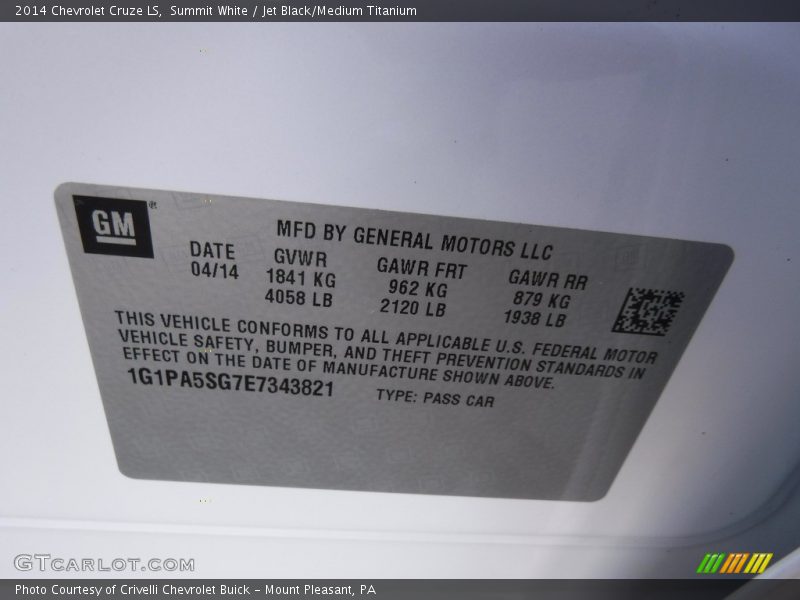 2014 Chevrolet Cruze LS,  Summit White / Jet Black/Medium Titanium
GM®
MFD BY GENERAL MOTORS LLC
DATE GVWR GAWR FRT GAWR RR
04/14 1841 KG 962 KG 879 KG
4058 LB 2120 LB 1938 LB
THIS VEHICLE CONFORMS TO ALL APPLICABLE U.S. FEDERAL MOTOR
VEHICLE SAFETY, BUMPER, AND THEFT PREVENTION STANDARDS IN
EFFECT ON THE DATE OF MANUFACTURE SHOWN ABOVE.
1G1PA5SG7E7343821 TYPE: PASS CAR
GTCARLOT.COM
Photo Courtesy of Crivelli Chevrolet Buick – Mount Pleasant, PA